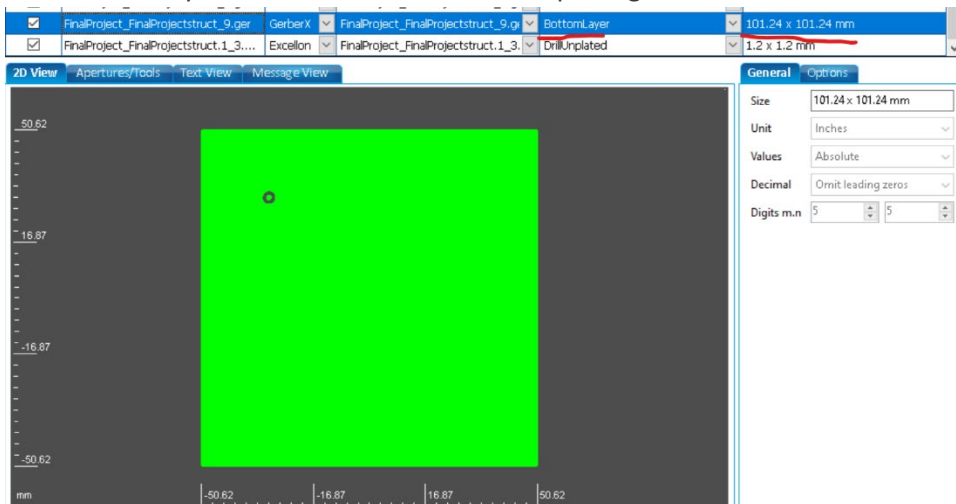 FinalProject_FinalProjectstruct_9.ger GerberX FinalProject_FinalProjectstruct_9.gi BottomLayer 101.24 x 101.24 mm
FinalProject_FinalProjectstruct.1_3.... Excellon FinalProject_FinalProjectstruct.1_3. DrillUnplated 1.2 x 1.2 mm
2D View Apertures/Tools Text View Message View General Options
Size 101.24 x 101.24 mm
Unit Inches
Values Absolute
Decimal Omit leading zeros
Digits m.n 5 5
50.62
16.87
-16.87
-50.62
mm -50.62 -16.87 16.87 50.62